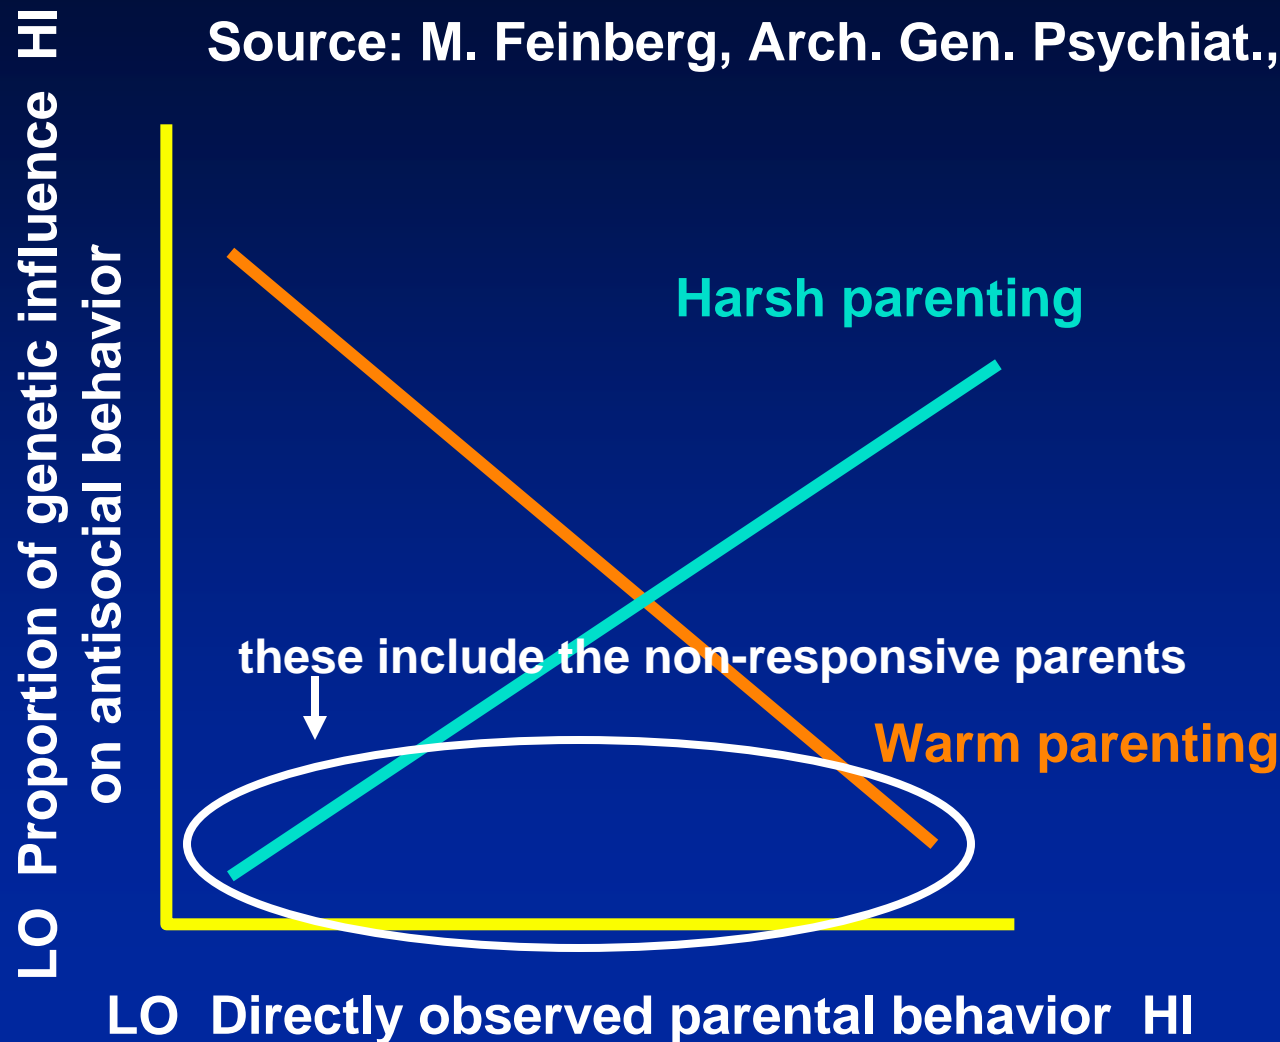 Source: M. Feinberg, Arch. Gen. Psychiat.,
LO Proportion of genetic influence HI
on antisocial behavior
Harsh parenting
these include the non-responsive parents
Warm parenting
LO Directly observed parental behavior HI